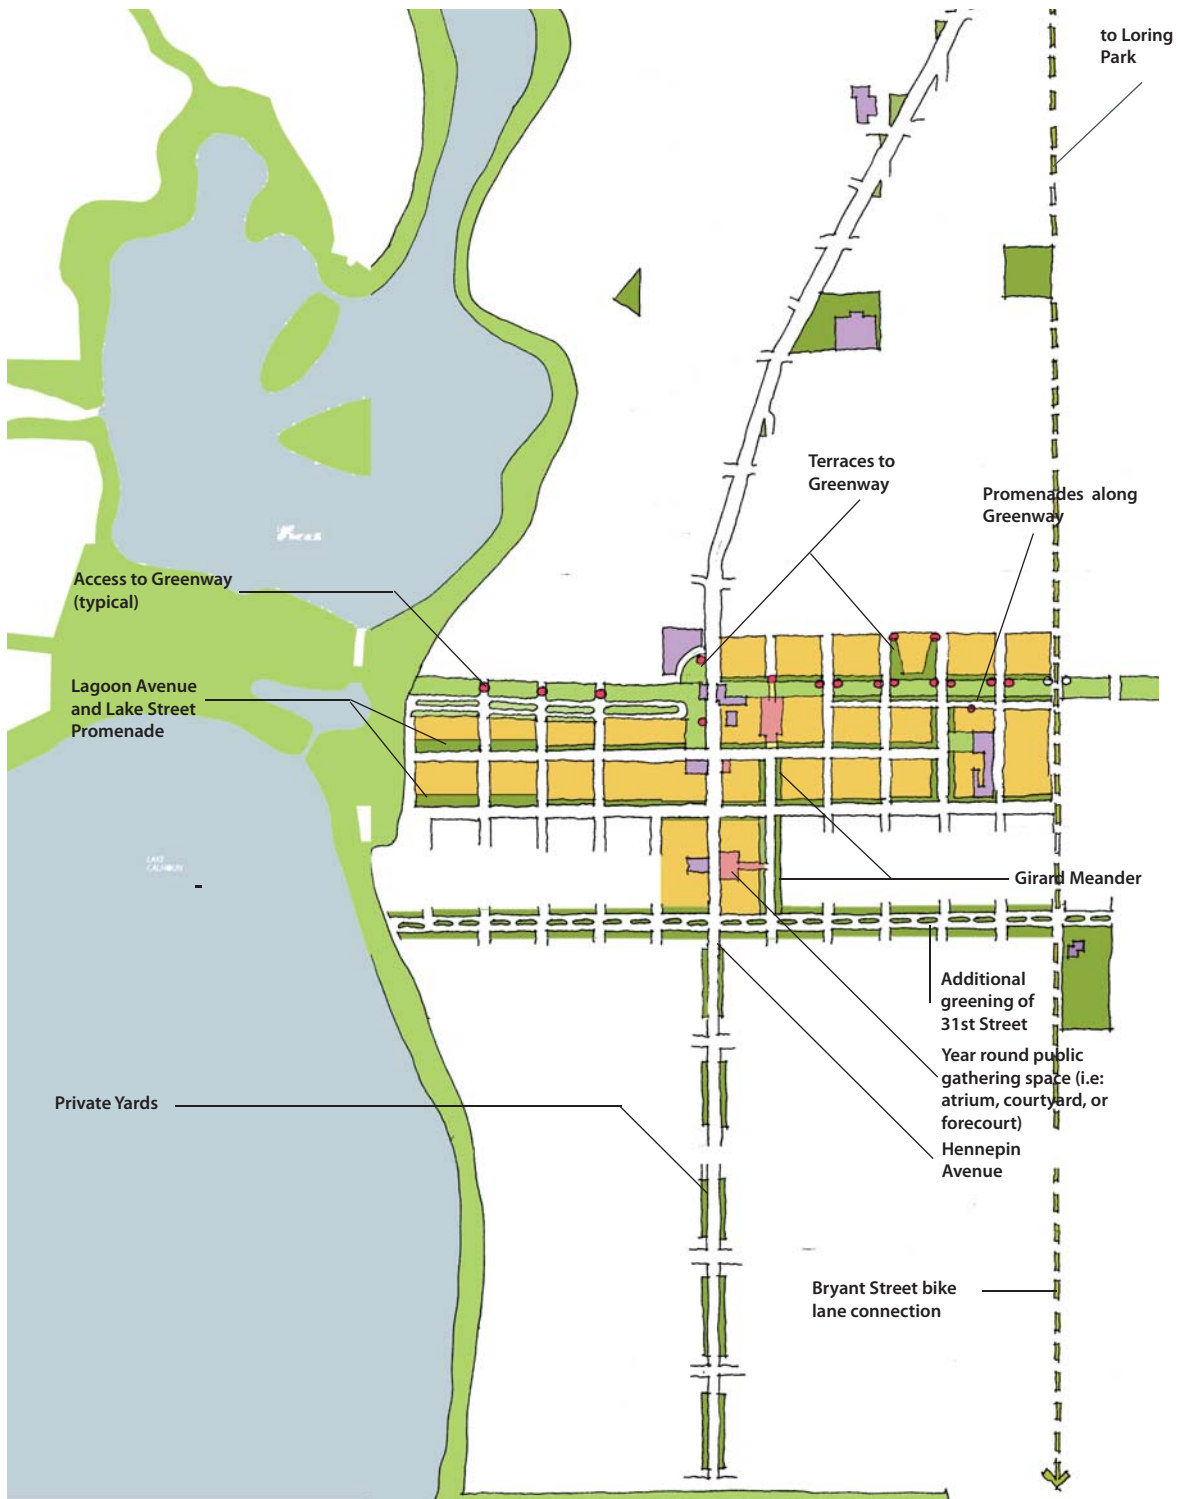 to Loring
Park
Terraces to
Greenway
Promenades along
Greenway
Access to Greenway
(typical)
Lagoon Avenue
and Lake Street
Promenade
LAKE
CALHOUN
Girard Meander
Additional
greening of
31st Street
Year round public
gathering space (i.e:
atrium, courtyard, or
forecourt)
Hennepin
Avenue
Private Yards
Bryant Street bike
lane connection